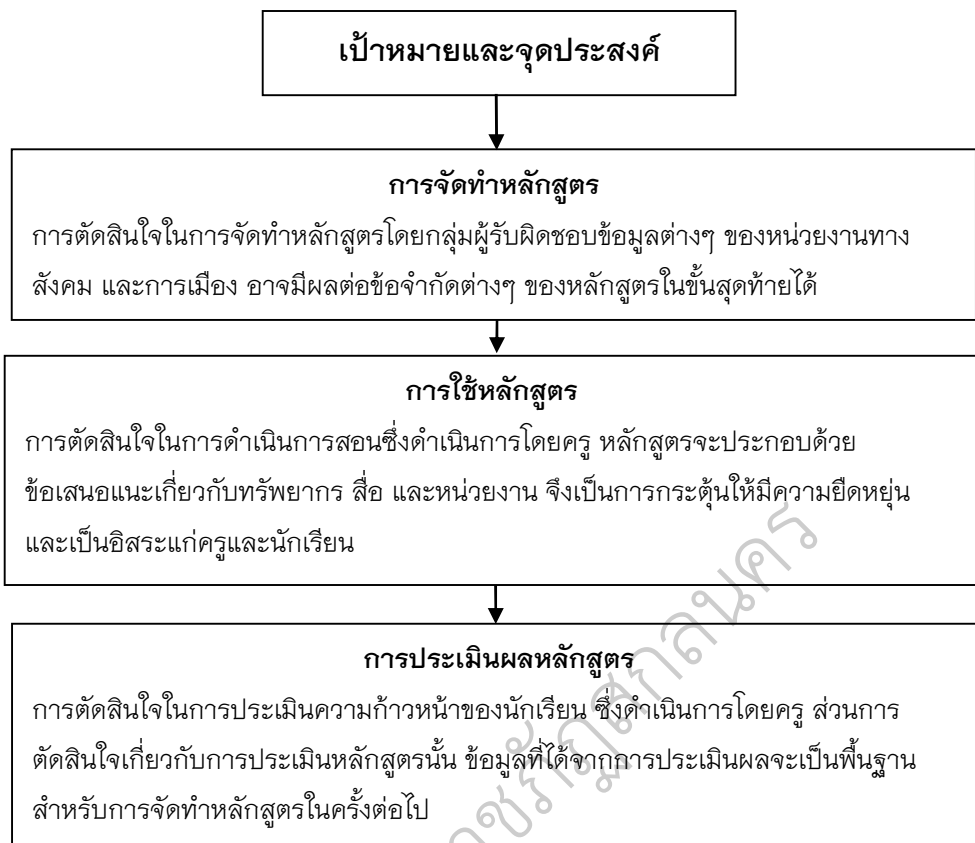 เป้าหมายและจุดประสงค์
การจัดทำหลักสูตร
การตัดสินใจในการจัดทำหลักสูตรโดยกลุ่มผู้รับผิดชอบข้อมูลต่างๆ ของหน่วยงานทาง
สังคม และการเมือง อาจมีผลต่อข้อจำกัดต่างๆ ของหลักสูตรในขั้นสุดท้ายได้
การใช้หลักสูตร
การตัดสินใจในการดำเนินการสอนซึ่งดำเนินการโดยครู หลักสูตรจะประกอบด้วย
ข้อเสนอแนะเกี่ยวกับทรัพยากร สื่อ และหน่วยงาน จึงเป็นการกระตุ้นให้มีความยืดหยุ่น
และเป็นอิสระแก่ครูและนักเรียน
การประเมินผลหลักสูตร
การตัดสินใจในการประเมินความก้าวหน้าของนักเรียน ซึ่งดำเนินการโดยครู ส่วนการ
ตัดสินใจเกี่ยวกับการประเมินหลักสูตรนั้น ข้อมูลที่ได้จากการประเมินผลจะเป็นพื้นฐาน
สำหรับการจัดทำหลักสูตรในครั้งต่อไป